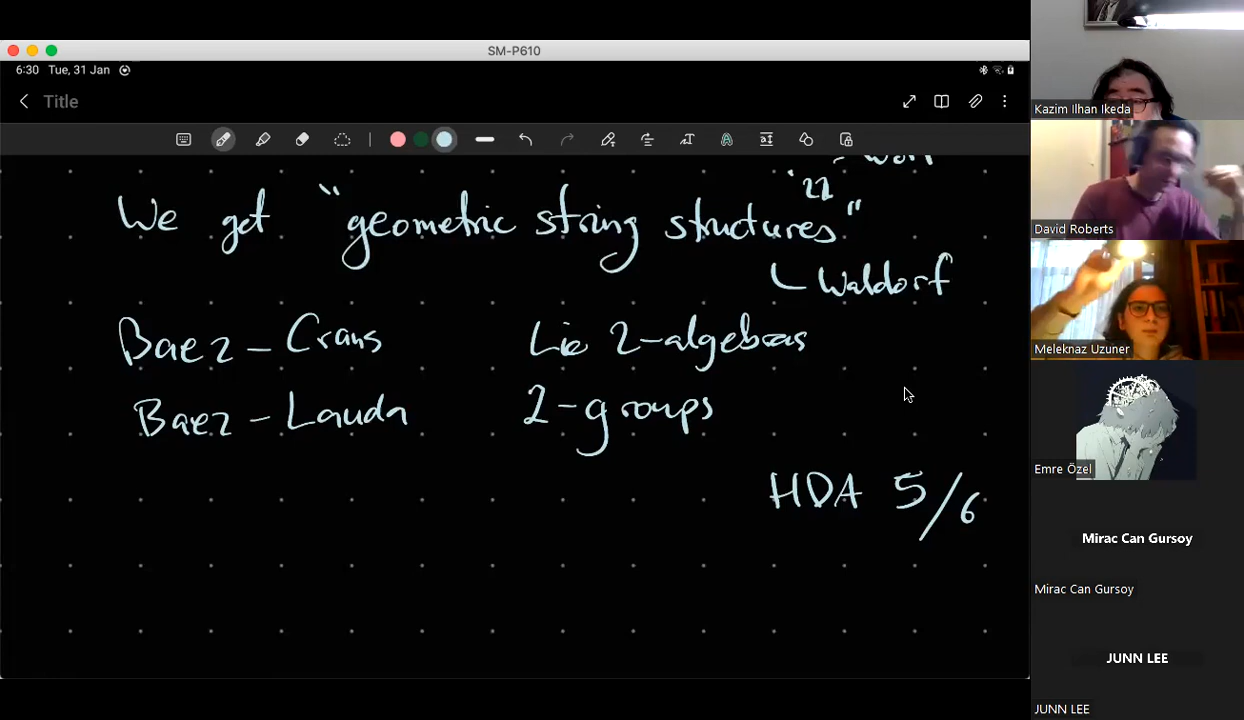 SM-P610
6:30 Tue, 31 Jan
Title
'22
We get "geometric string structures"
Waldorf
Baez - Crans Lie 2-algebras
Baez - Lauda 2-groups
HDA 5/6
Kazim Ilhan Ikeda
David Roberts
Meleknaz Uzuner
Emre Özel
Mirac Can Gursoy
Mirac Can Gursoy
JUNN LEE
JUNN LEE